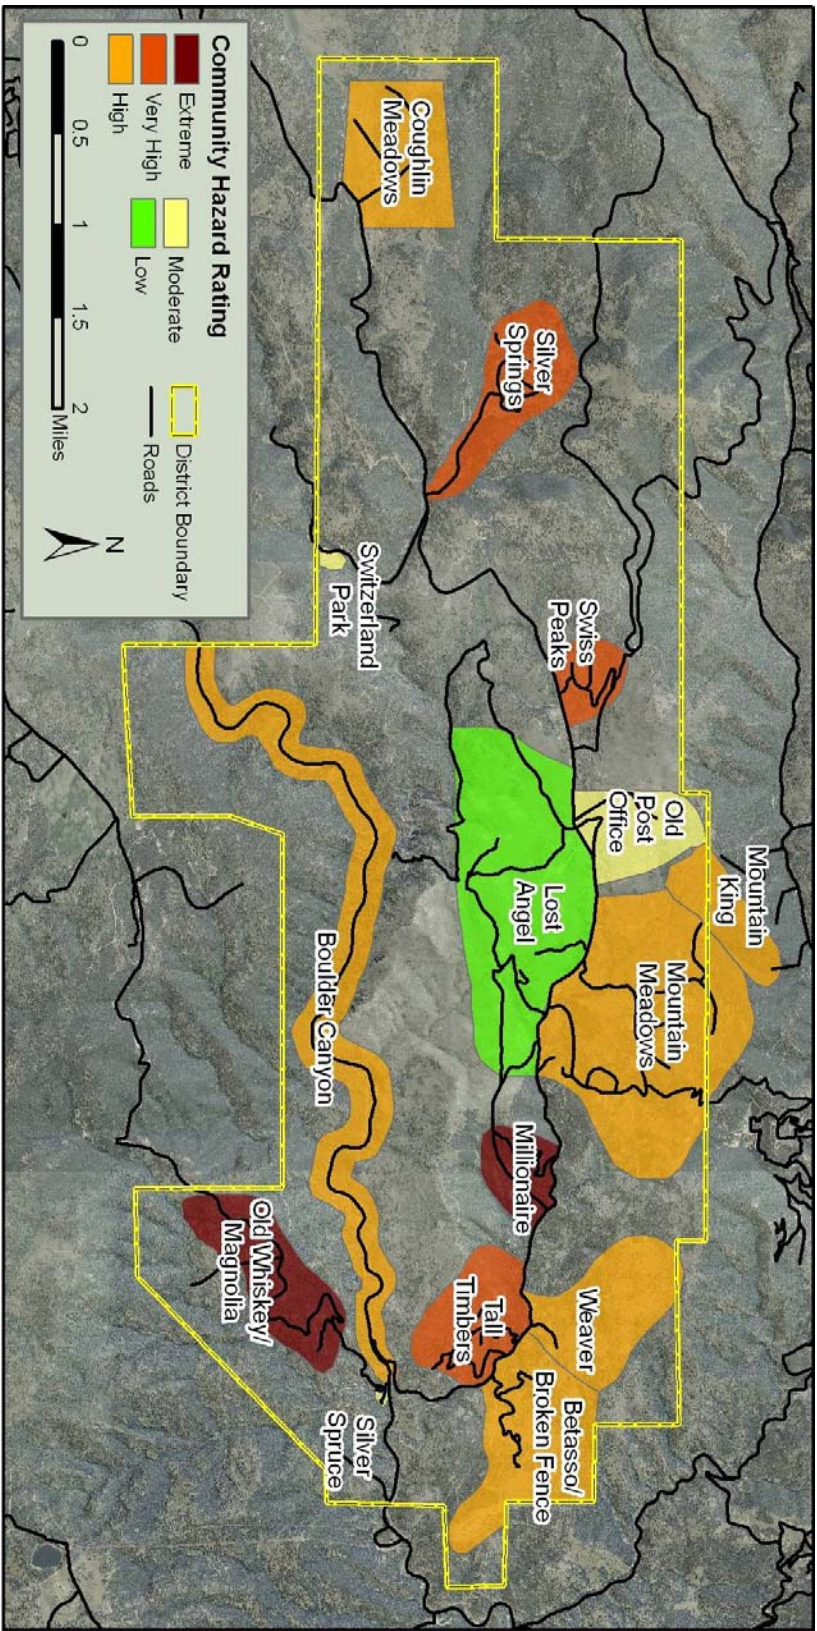 Coughlin
Meadows
Silver
Springs
Swiss
Peaks
Switzerland
Park
Old
Post
Office
Mountain
King
Mountain
Meadows
Lost
Angel
Boulder Canyon
Millionaire
Old Whiskey/
Magnolia
Tall
Timbers
Weaver
Betasso/
Broken Fence
Silver
Spruce
Community Hazard Rating
Extreme
Very High
High
Moderate
Low
District Boundary
Roads
N
0 0.5 1 1.5 2
Miles